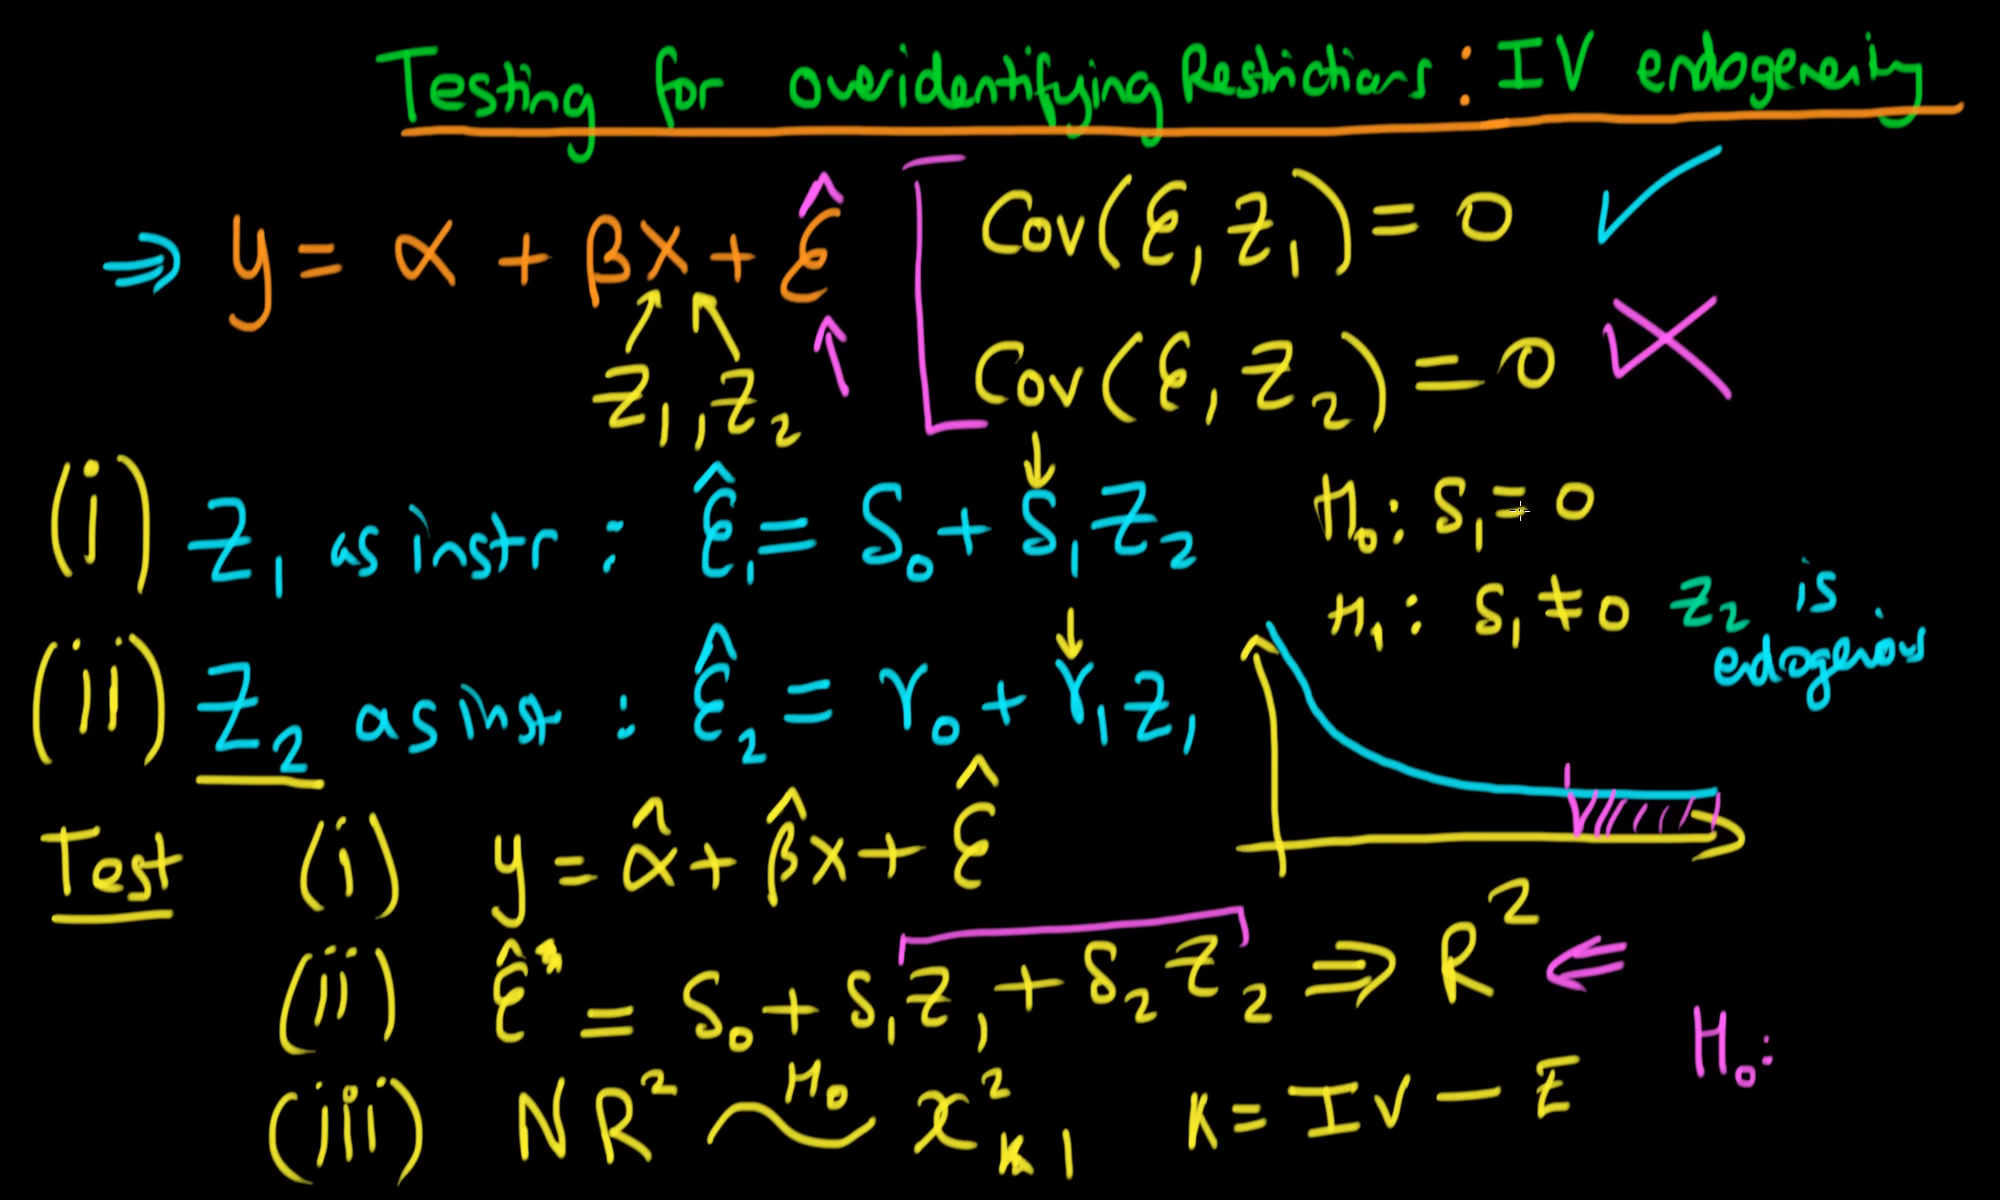 Testing for overidentifying Restrictions : IV endogeneity
⇒ y = α + βX + ε̂
Cov(ε, Z₁) = 0 ✓
Z₁, Z₂
Cov(ε, Z₂) = 0 ✗
(i) Z₁ as instr : ε̂₁ = δ₀ + δ₁Z₂
H₀: δ₁ = 0
H₁: δ₁ ≠ 0 Z₂ is
endogenous
(ii) Z₂ as inst : ε̂₂ = γ₀ + γ₁Z₁
Test (i) y = α̂ + β̂x + ε̂
(ii) ε̂ = δ₀ + δ₁Z₁ + δ₂Z₂ ⇒ R² ⇐
H₀:
(iii) NR² ~ H₀ χ²ₖ 1 K = IV - E